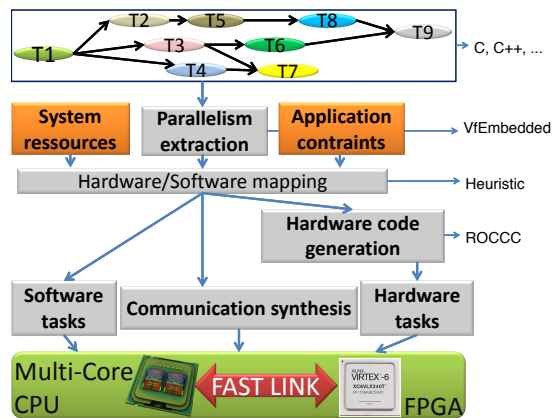 T2
T5
T8
T1
T3
T6
T9
T4
T7
C, C++, ...
System
ressources
Parallelism
extraction
Application
contraints
VfEmbedded
Hardware/Software mapping
Heuristic
Hardware code
generation
ROCCC
Software
tasks
Communication synthesis
Hardware
tasks
Multi-Core
CPU
FAST LINK
XILINX
VIRTEX-6
XC6VLX240T
FPGA